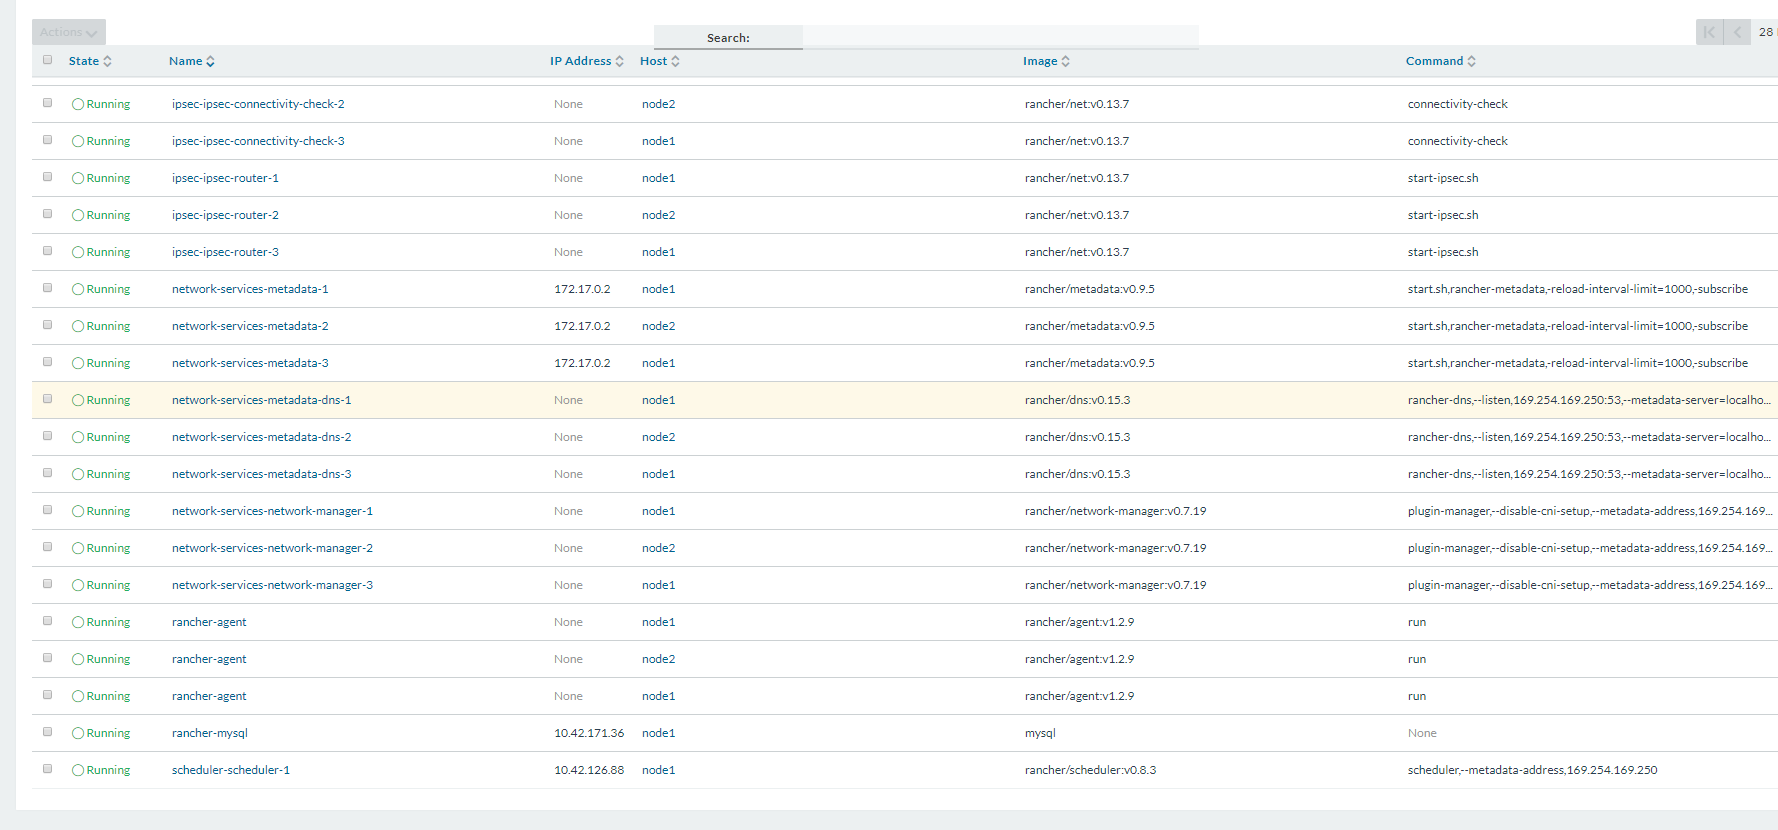 Actions
Search:
28
State Name IP Address Host Image Command
Running ipsec-ipsec-connectivity-check-2 None node2 rancher/net:v0.13.7 connectivity-check
Running ipsec-ipsec-connectivity-check-3 None node1 rancher/net:v0.13.7 connectivity-check
Running ipsec-ipsec-router-1 None node1 rancher/net:v0.13.7 start-ipsec.sh
Running ipsec-ipsec-router-2 None node2 rancher/net:v0.13.7 start-ipsec.sh
Running ipsec-ipsec-router-3 None node1 rancher/net:v0.13.7 start-ipsec.sh
Running network-services-metadata-1 172.17.0.2 node1 rancher/metadata:v0.9.5 start.sh,rancher-metadata,-reload-interval-limit=1000,-subscribe
Running network-services-metadata-2 172.17.0.2 node2 rancher/metadata:v0.9.5 start.sh,rancher-metadata,-reload-interval-limit=1000,-subscribe
Running network-services-metadata-3 172.17.0.2 node1 rancher/metadata:v0.9.5 start.sh,rancher-metadata,-reload-interval-limit=1000,-subscribe
Running network-services-metadata-dns-1 None node1 rancher/dns:v0.15.3 rancher-dns,--listen,169.254.169.250:53,--metadata-server=localho...
Running network-services-metadata-dns-2 None node2 rancher/dns:v0.15.3 rancher-dns,--listen,169.254.169.250:53,--metadata-server=localho...
Running network-services-metadata-dns-3 None node1 rancher/dns:v0.15.3 rancher-dns,--listen,169.254.169.250:53,--metadata-server=localho...
Running network-services-network-manager-1 None node1 rancher/network-manager:v0.7.19 plugin-manager,--disable-cni-setup,--metadata-address,169.254.169...
Running network-services-network-manager-2 None node2 rancher/network-manager:v0.7.19 plugin-manager,--disable-cni-setup,--metadata-address,169.254.169...
Running network-services-network-manager-3 None node1 rancher/network-manager:v0.7.19 plugin-manager,--disable-cni-setup,--metadata-address,169.254.169...
Running rancher-agent None node1 rancher/agent:v1.2.9 run
Running rancher-agent None node2 rancher/agent:v1.2.9 run
Running rancher-agent None node1 rancher/agent:v1.2.9 run
Running rancher-mysql 10.42.171.36 node1 mysql None
Running scheduler-scheduler-1 10.42.126.88 node1 rancher/scheduler:v0.8.3 scheduler,--metadata-address,169.254.169.250